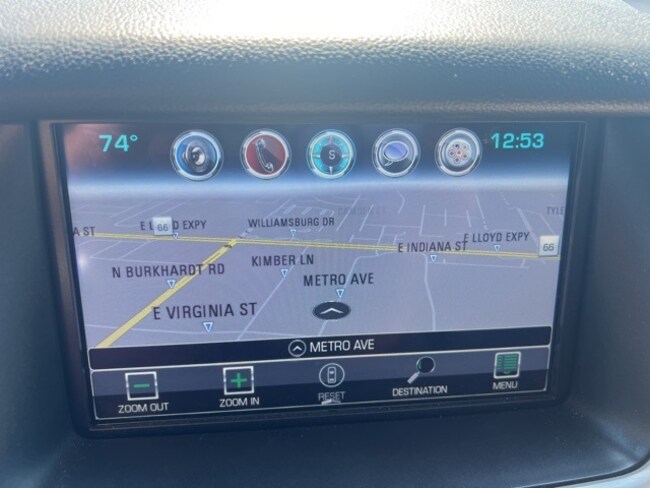 74°
S
12:53
TYLE
WILLIAMSBURG DR
66
EXPY
A ST
E INDIANA ST
E LLOYD EXPY
66
KIMBER LN
N BURKHARDT RD
METRO AVE
E VIRGINIA ST
METRO AVE
ZOOM OUT
ZOOM IN
RESET
DESTINATION
MENU